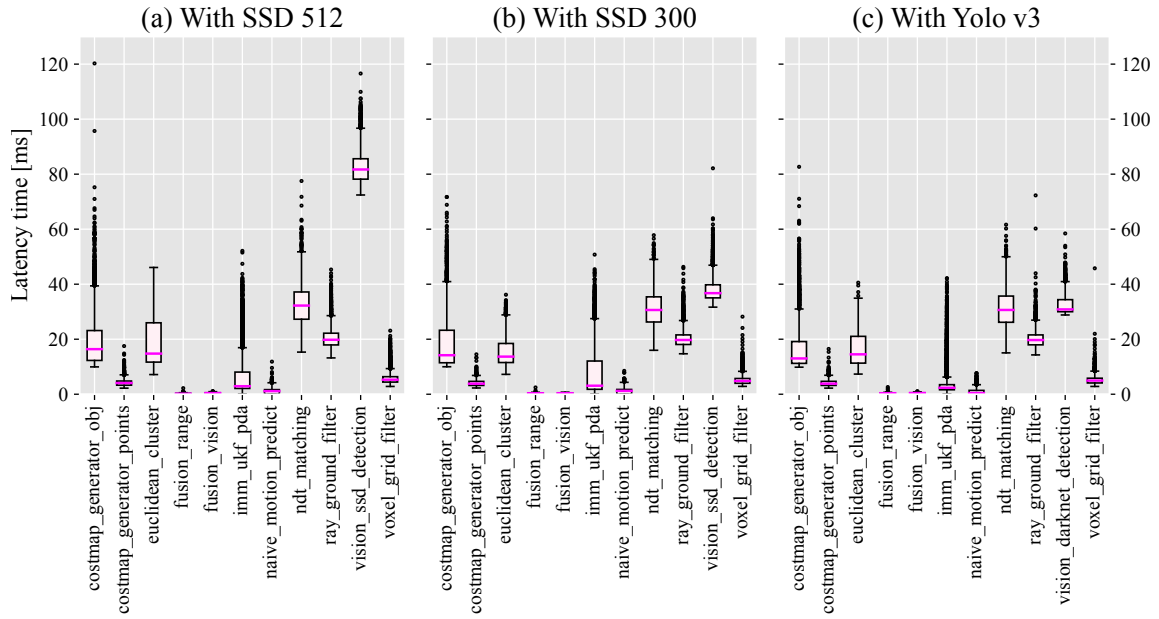 (a) With SSD 512
(b) With SSD 300
(c) With Yolo v3
Latency time [ms]
120
100
80
60
40
20
0
120
100
80
60
40
20
0
costmap_generator_obj
costmap_generator_points
euclidean_cluster
fusion_range
fusion_vision
imm_ukf_pda
naive_motion_predict
ndt_matching
ray_ground_filter
vision_ssd_detection
voxel_grid_filter
costmap_generator_obj
costmap_generator_points
euclidean_cluster
fusion_range
fusion_vision
imm_ukf_pda
naive_motion_predict
ndt_matching
ray_ground_filter
vision_ssd_detection
voxel_grid_filter
costmap_generator_obj
costmap_generator_points
euclidean_cluster
fusion_range
fusion_vision
imm_ukf_pda
naive_motion_predict
ndt_matching
ray_ground_filter
vision_darknet_detection
voxel_grid_filter